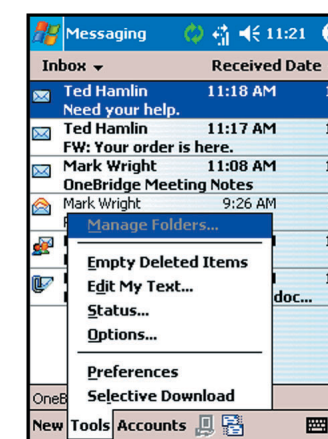 Messaging 11:21
Inbox Received Date
Ted Hamlin 11:18 AM
Need your help.
Ted Hamlin 11:17 AM
FW: Your order is here.
Mark Wright 11:08 AM
OneBridge Meeting Notes
Mark Wright 9:26 AM
Manage Folders...
Empty Deleted Items
Edit My Text...
doc...
Status...
Options...
Preferences
Selective Download
OneB
New Tools Accounts